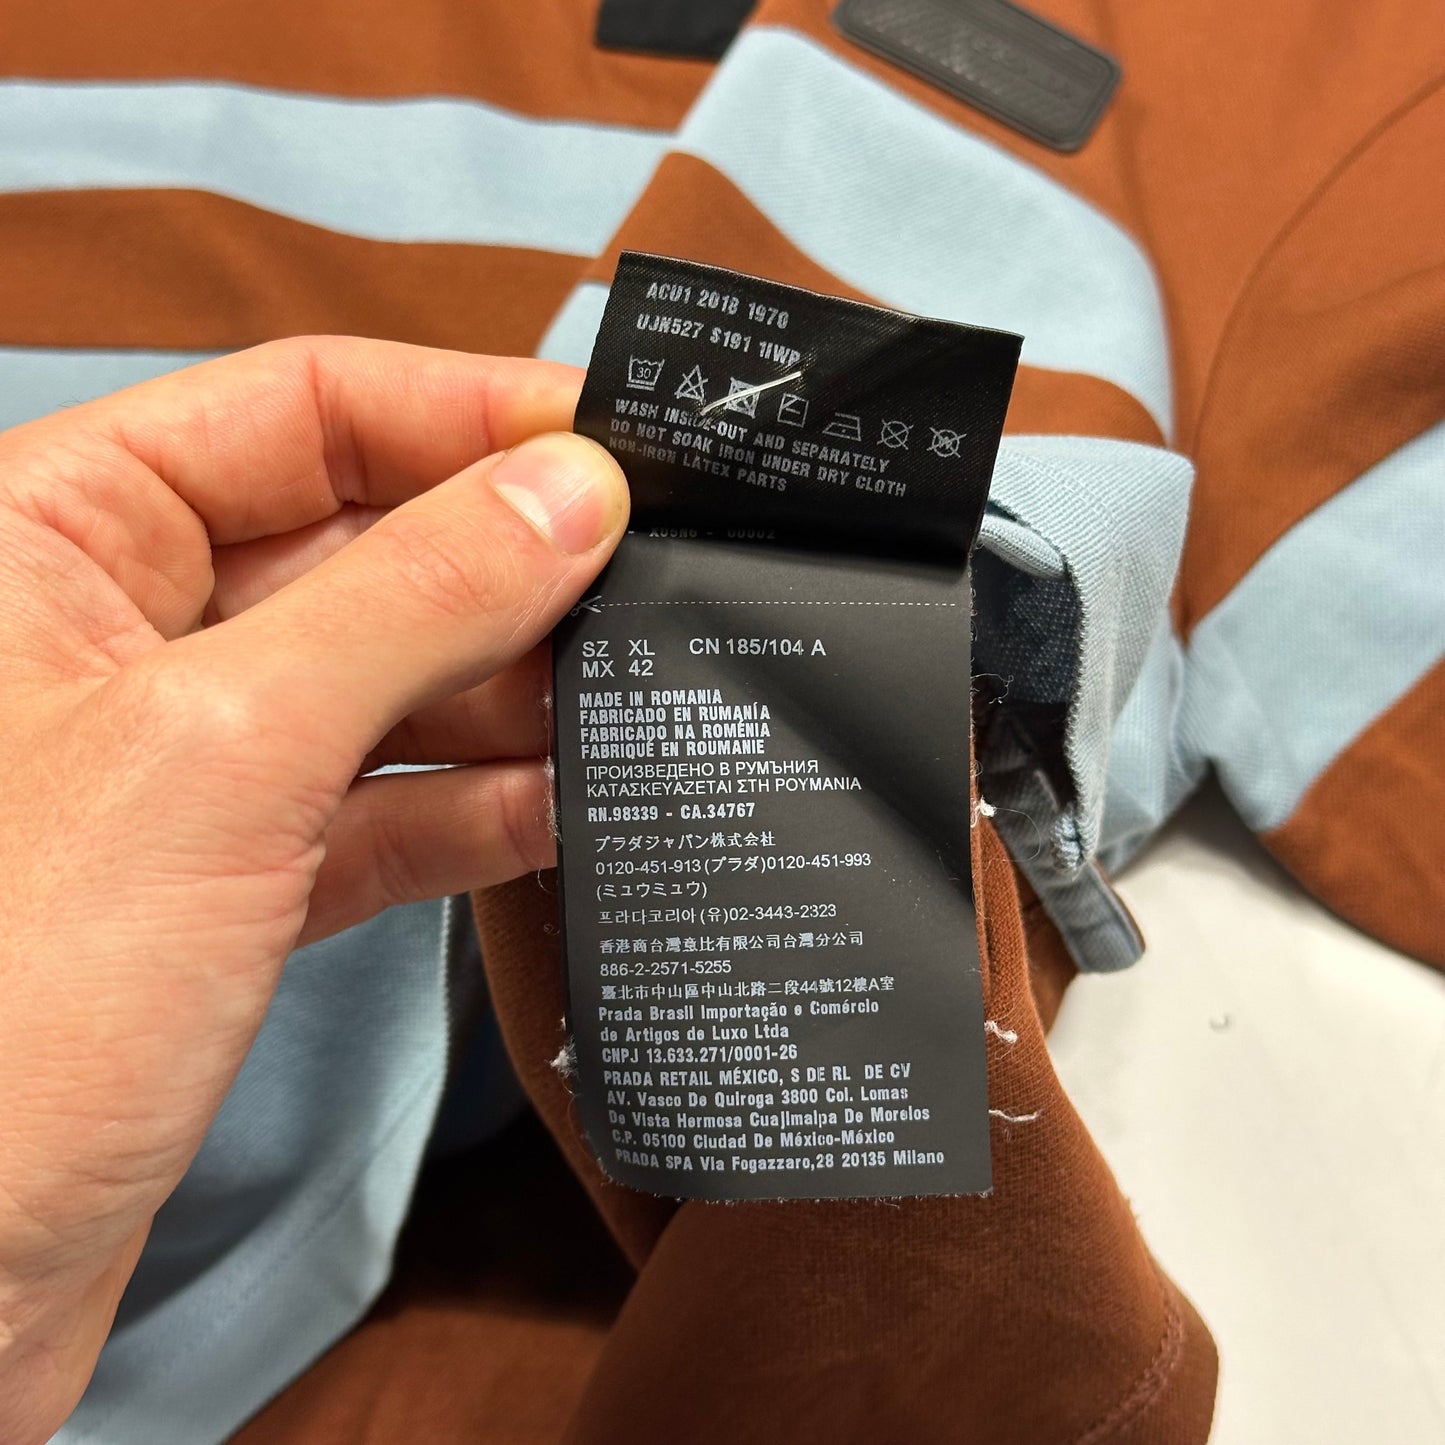 ACU1 2018 1970
UJN527 S191 1IWP
30
WASH INSIDE-OUT AND SEPARATELY
DO NOT SOAK IRON UNDER DRY CLOTH
NON-IRON LATEX PARTS
SZ XL CN 185/104 A
MX 42
MADE IN ROMANIA
FABRICADO EN RUMANÍA
FABRICADO NA ROMÉNIA
FABRIQUÉ EN ROUMANIE
ПРОИЗВЕДЕНО В РУМЪНИЯ
ΚΑΤΑΣΚΕΥΑΖΕΤΑΙ ΣΤΗ ΡΟΥΜΑΝΙΑ
RN.98339 - CA.34767
プラダジャパン株式会社
0120-451-913(プラダ)0120-451-993
(ミュウミュウ)
프라다코리아(유)02-3443-2323
香港商台灣壹比有限公司台灣分公司
886-2-2571-5255
臺北市中山區中山北路二段44號12樓A室
Prada Brasil Importação e Comércio
de Artigos de Luxo Ltda
CNPJ 13.633.271/0001-26
PRADA RETAIL MÉXICO, S DE RL DE CV
AV. Vasco De Quiroga 3800 Col. Lomas
De Vista Hermosa Cuajimalpa De Morelos
C.P. 05100 Ciudad De México-México
PRADA SPA Via Fogazzaro,28 20135 Milano